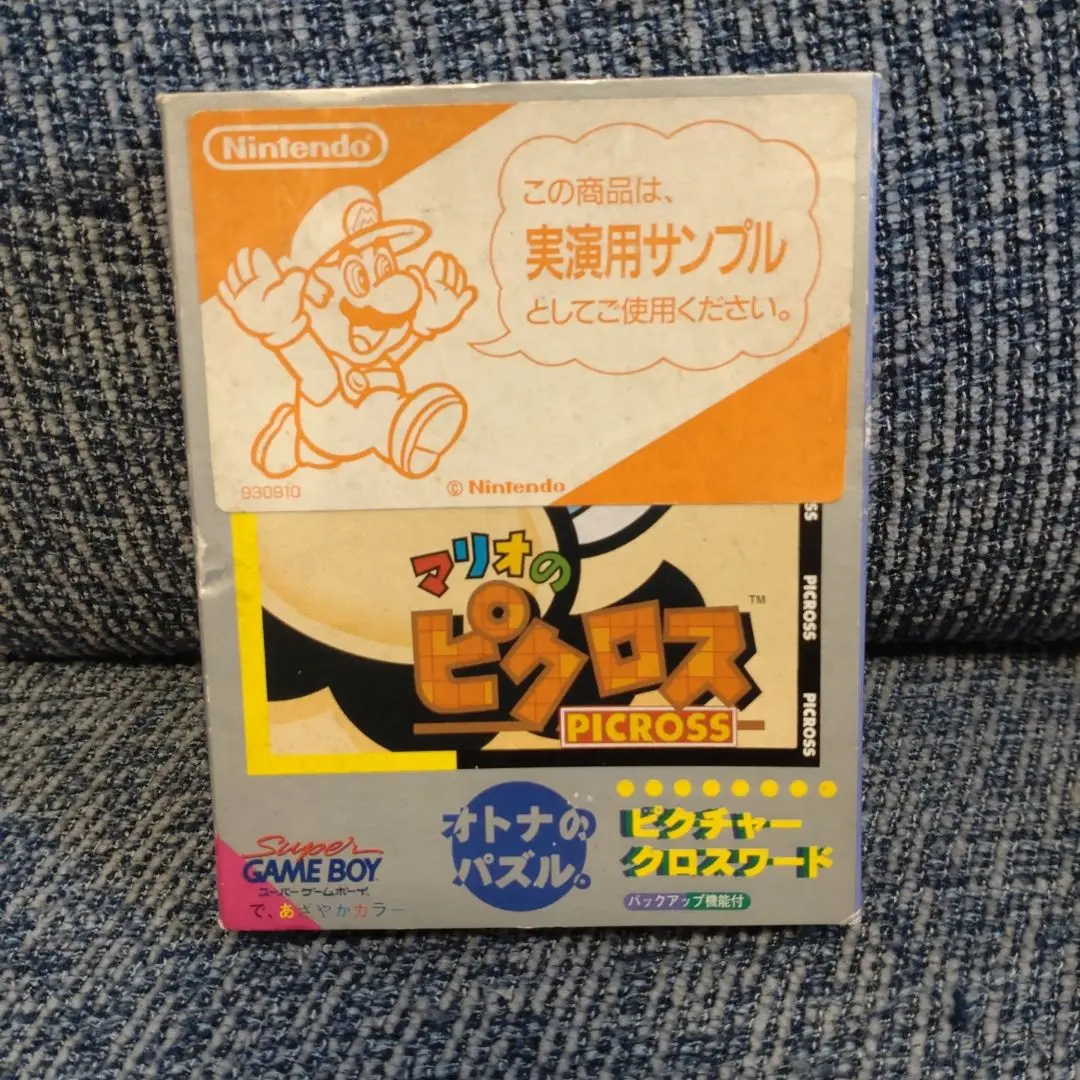 Nintendo®
この商品は、
実演用サンプル
としてご使用ください。
M
930910
© Nintendo
マリオの
ピクロス
TM
PICROSS
SS
PICROSS
PICROSS
オトナの
パズル。
ピクチャー
クロスワード
バックアップ機能付
Super
GAME BOY
スーパーゲームボーイ
で、あざやかカラー